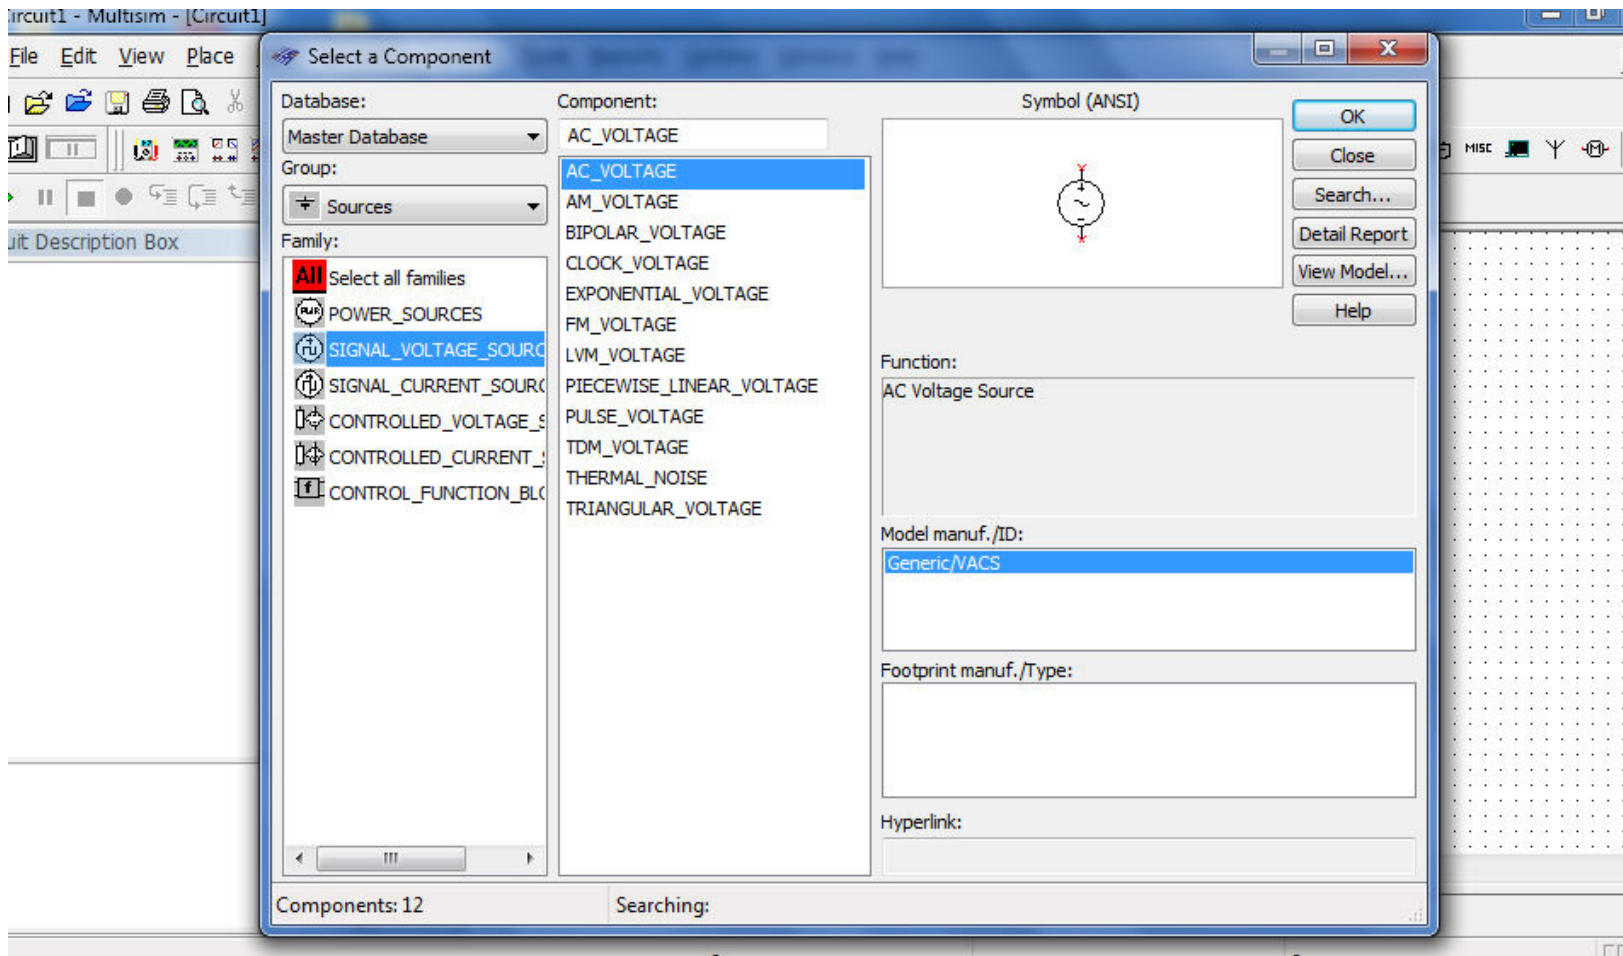 ircuit1 - Multisim - [Circuit1]
File Edit View Place
Select a Component
Database:
Master Database
Group:
Sources
Family:
All Select all families
POWER_SOURCES
SIGNAL_VOLTAGE_SOURC
SIGNAL_CURRENT_SOUR
CONTROLLED_VOLTAGE_S
CONTROLLED_CURRENT_
CONTROL_FUNCTION_BL
Component:
AC_VOLTAGE
AC_VOLTAGE
AM_VOLTAGE
BIPOLAR_VOLTAGE
CLOCK_VOLTAGE
EXPONENTIAL_VOLTAGE
FM_VOLTAGE
LVM_VOLTAGE
PIECEWISE_LINEAR_VOLTAGE
PULSE_VOLTAGE
TDM_VOLTAGE
THERMAL_NOISE
TRIANGULAR_VOLTAGE
Symbol (ANSI)
OK
Close
Search...
Detail Report
View Model...
Help
Function:
AC Voltage Source
Model manuf./ID:
Generic/VACS
Footprint manuf./Type:
Hyperlink:
Components: 12
Searching:
uit Description Box
MISC